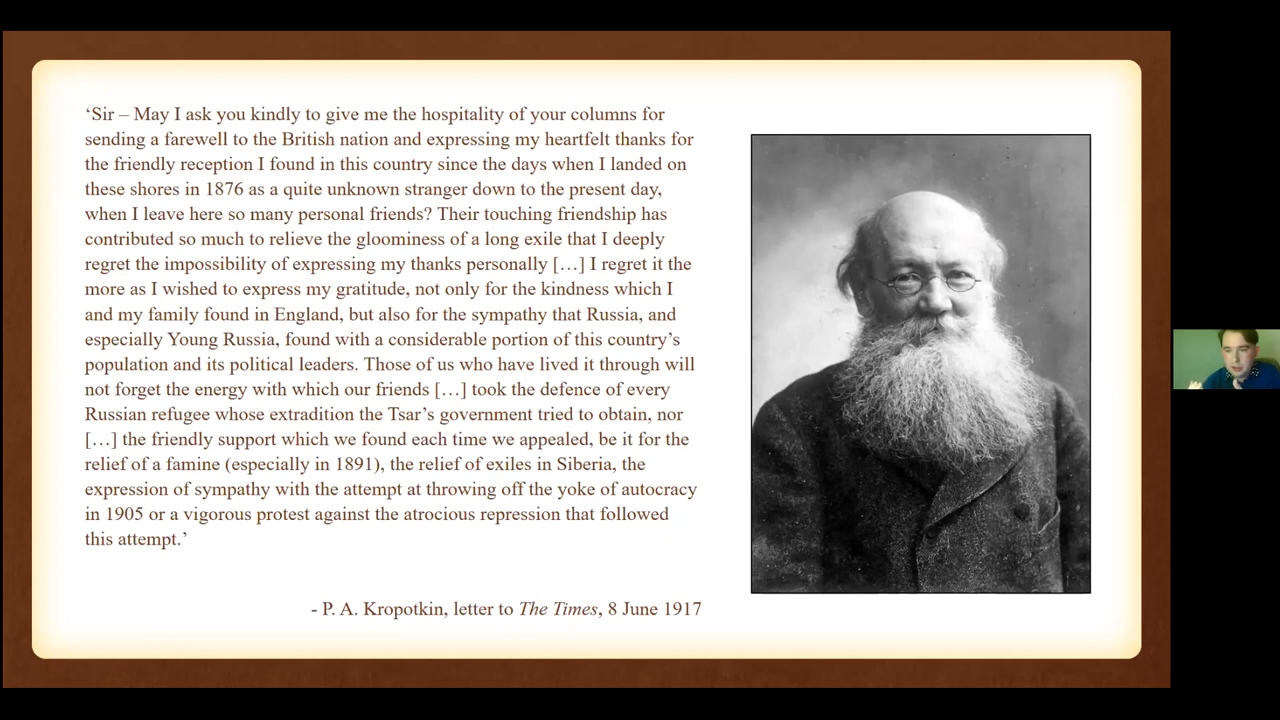 ‘Sir – May I ask you kindly to give me the hospitality of your columns for
sending a farewell to the British nation and expressing my heartfelt thanks for
the friendly reception I found in this country since the days when I landed on
these shores in 1876 as a quite unknown stranger down to the present day,
when I leave here so many personal friends? Their touching friendship has
contributed so much to relieve the gloominess of a long exile that I deeply
regret the impossibility of expressing my thanks personally […] I regret it the
more as I wished to express my gratitude, not only for the kindness which I
and my family found in England, but also for the sympathy that Russia, and
especially Young Russia, found with a considerable portion of this country’s
population and its political leaders. Those of us who have lived it through will
not forget the energy with which our friends […] took the defence of every
Russian refugee whose extradition the Tsar’s government tried to obtain, nor
[…] the friendly support which we found each time we appealed, be it for the
relief of a famine (especially in 1891), the relief of exiles in Siberia, the
expression of sympathy with the attempt at throwing off the yoke of autocracy
in 1905 or a vigorous protest against the atrocious repression that followed
this attempt.’
- P. A. Kropotkin, letter to The Times, 8 June 1917